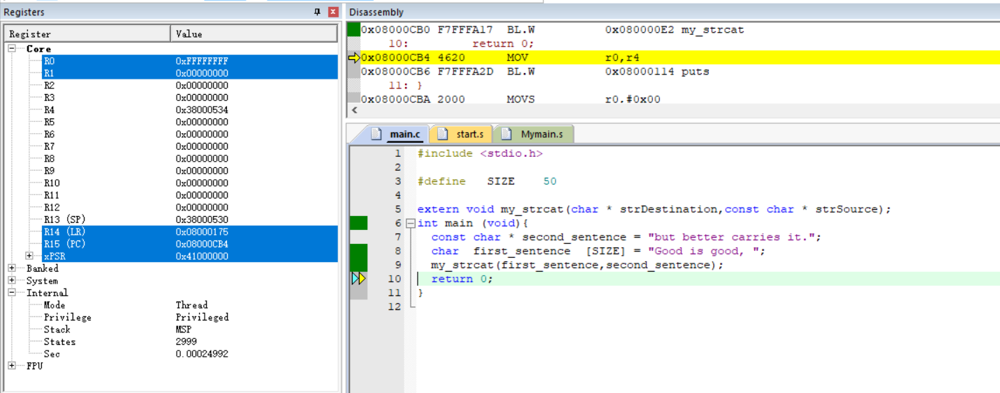 Registers
Register Value
Core
R0 0xFFFFFFFF
R1 0x00000000
R2 0x00000000
R3 0x00000000
R4 0x38000534
R5 0x00000000
R6 0x00000000
R7 0x00000000
R8 0x00000000
R9 0x00000000
R10 0x00000000
R11 0x00000000
R12 0x00000000
R13 (SP) 0x38000530
R14 (LR) 0x08000175
R15 (PC) 0x08000CB4
xPSR 0x41000000
Banked
System
Internal
Mode Thread
Privilege Privileged
Stack MSP
States 2999
Sec 0.00024992
FPU
Disassembly
0x08000CB0 F7FFFA17 BL.W 0x080000E2 my_strcat
10: return 0;
0x08000CB4 4620 MOV r0,r4
0x08000CB6 F7FFFA2D BL.W 0x08000114 puts
11: }
0x08000CBA 2000 MOVS r0,#0x00
main.c start.s Mymain.s
1 #include <stdio.h>
2
3 #define SIZE 50
4
5 extern void my_strcat(char * strDestination,const char * strSource);
6 int main (void){
7 const char * second_sentence = "but better carries it.";
8 char first_sentence [SIZE] = "Good is good, ";
9 my_strcat(first_sentence,second_sentence);
10 return 0;
11 }
12